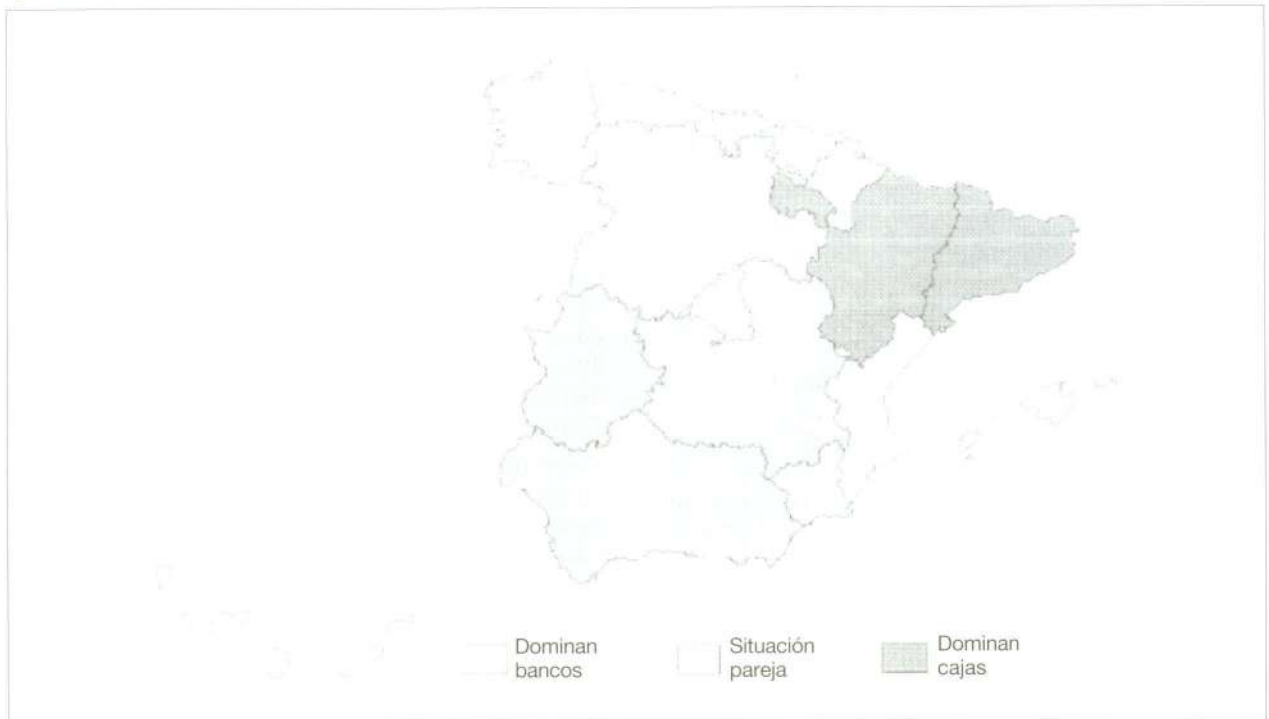 Dominan
bancos
Situación
pareja
Dominan
cajas